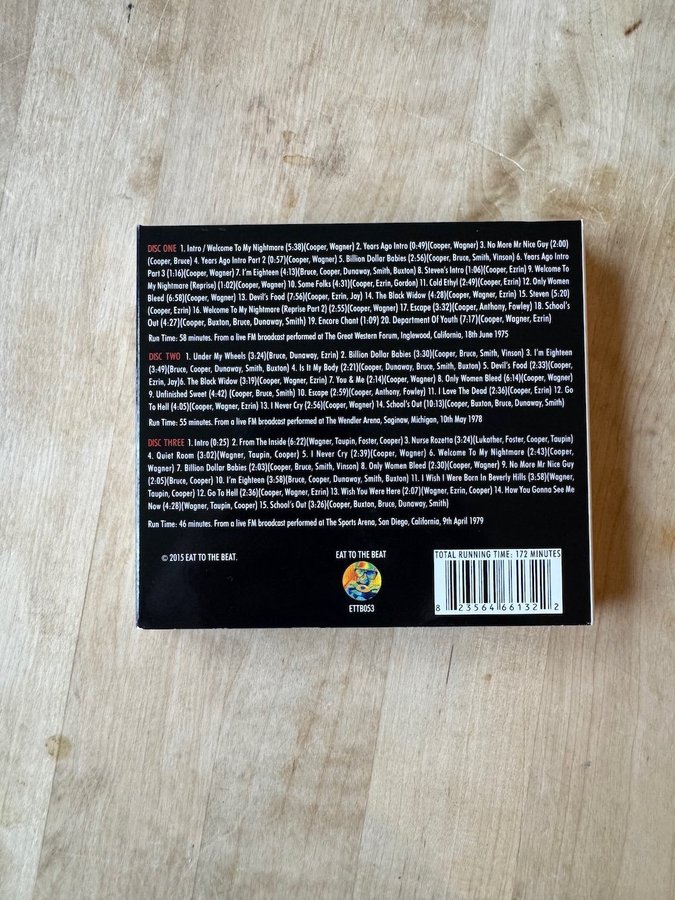 DISC ONE 1. Intro / Welcome To My Nightmare (5:38)(Cooper, Wagner) 2. Years Ago Intro (0:49)(Cooper, Wagner) 3. No More Mr Nice Guy (2:00)
(Cooper, Bruce) 4. Years Ago Intro Part 2 (0:57)(Cooper, Wagner) 5. Billion Dollar Babies (2:56)(Cooper, Bruce, Smith, Vinson) 6. Years Ago Intro
Part 3 (1:16)(Cooper, Wagner) 7. I'm Eighteen (4:13)(Bruce, Cooper, Dunaway, Smith, Buxton) 8. Steven's Intro (1:06)(Cooper, Ezrin) 9. Welcome To
My Nightmare (Reprise) (1:02)(Cooper, Wagner) 10. Some Folks (4:31)(Cooper, Ezrin, Gordon) 11. Cold Ethyl (2:49)(Cooper, Ezrin) 12. Only Women
Bleed (6:58)(Cooper, Wagner) 13. Devil's Food (7:56)(Cooper, Ezrin, Jay) 14. The Black Widow (4:28)(Cooper, Wagner, Ezrin) 15. Steven (5:20)
(Cooper, Ezrin) 16. Welcome To My Nightmare (Reprise Part 2) (2:55)(Cooper, Wagner) 17. Escape (3:32)(Cooper, Anthony, Fowley) 18. School's
Out (4:27)(Cooper, Buxton, Bruce, Dunaway, Smith) 19. Encore Chant (1:09) 20. Department Of Youth (7:17)(Cooper, Wagner, Ezrin)
Run Time: 58 minutes. From a live FM broadcast performed at The Great Western Forum, Inglewood, California, 18th June 1975
DISC TWO 1. Under My Wheels (3:24)(Bruce, Dunaway, Ezrin) 2. Billion Dollar Babies (3:30)(Cooper, Bruce, Smith, Vinson) 3. I'm Eighteen
(3:49)(Bruce, Cooper, Dunaway, Smith, Buxton) 4. Is It My Body (2:21)(Cooper, Dunaway, Bruce, Smith, Buxton) 5. Devil's Food (2:33)(Cooper,
Ezrin, Jay)6. The Black Widow (3:19)(Cooper, Wagner, Ezrin) 7. You & Me (2:14)(Cooper, Wagner) 8. Only Women Bleed (6:14)(Cooper, Wagner)
9. Unfinished Sweet (4:42) (Cooper, Bruce, Smith) 10. Escape (2:59)(Cooper, Anthony, Fowley) 11. I Love The Dead (2:36)(Cooper, Ezrin) 12. Go
To Hell (4:05)(Cooper, Wagner, Ezrin) 13. I Never Cry (2:56)(Cooper, Wagner) 14. School's Out (10:13)(Cooper, Buxton, Bruce, Dunaway, Smith)
Run Time: 55 minutes. From a live FM broadcast performed at The Wendler Arena, Saginaw, Michigan, 10th May 1978
DISC THREE 1. Intro (0:25) 2. From The Inside (6:22)(Wagner, Taupin, Foster, Cooper) 3. Nurse Rozetta (3:24)(Lukather, Foster, Cooper, Taupin)
4. Quiet Room (3:02)(Wagner, Taupin, Cooper) 5. I Never Cry (2:39)(Cooper, Wagner) 6. Welcome To My Nightmare (2:43)(Cooper,
Wagner) 7. Billion Dollar Babies (2:03)(Cooper, Bruce, Smith, Vinson) 8. Only Women Bleed (2:30)(Cooper, Wagner) 9. No More Mr Nice Guy
(2:05)(Bruce, Cooper) 10. I'm Eighteen (3:58)(Bruce, Cooper, Dunaway, Smith, Buxton) 11. I Wish I Were Born In Beverly Hills (3:58)(Wagner,
Taupin, Cooper) 12. Go To Hell (2:36)(Cooper, Wagner, Ezrin) 13. Wish You Were Here (2:07)(Wagner, Ezrin, Cooper) 14. How You Gonna See Me
Now (4:28)(Wagner, Taupin, Cooper) 15. School's Out (3:26)(Cooper, Buxton, Bruce, Dunaway, Smith)
Run Time: 46 minutes. From a live FM broadcast performed at The Sports Arena, San Diego, California, 9th April 1979
© 2015 EAT TO THE BEAT.
EAT TO THE BEAT
ETTB053
TOTAL RUNNING TIME: 172 MINUTES
8 23564 66132 2